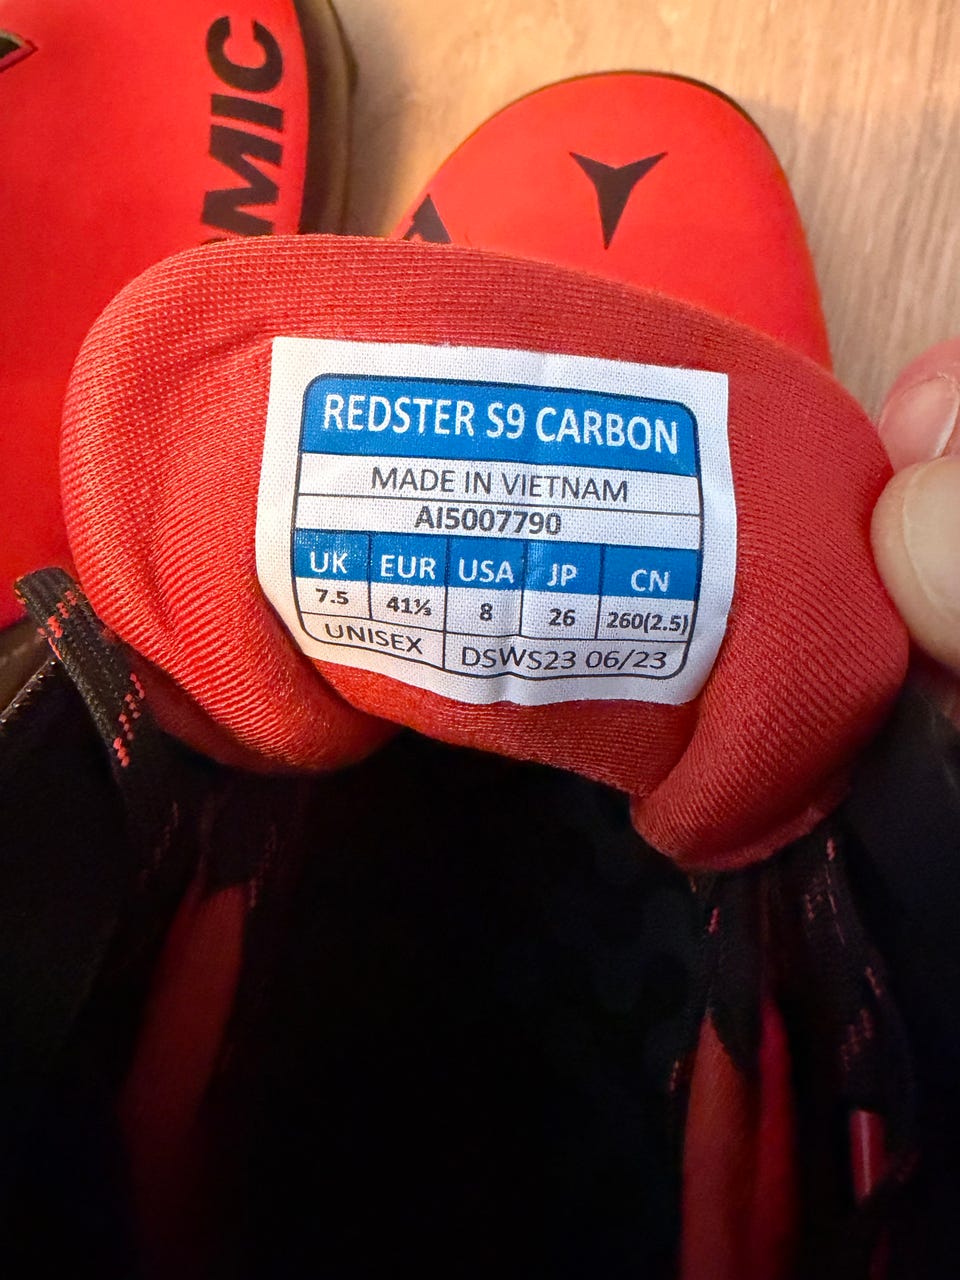 MIC
REDSTER S9 CARBON
MADE IN VIETNAM
AI5007790
UK EUR USA JP CN
7.5 41⅓ 8 26 260(2.5)
UNISEX DSWS23 06/23